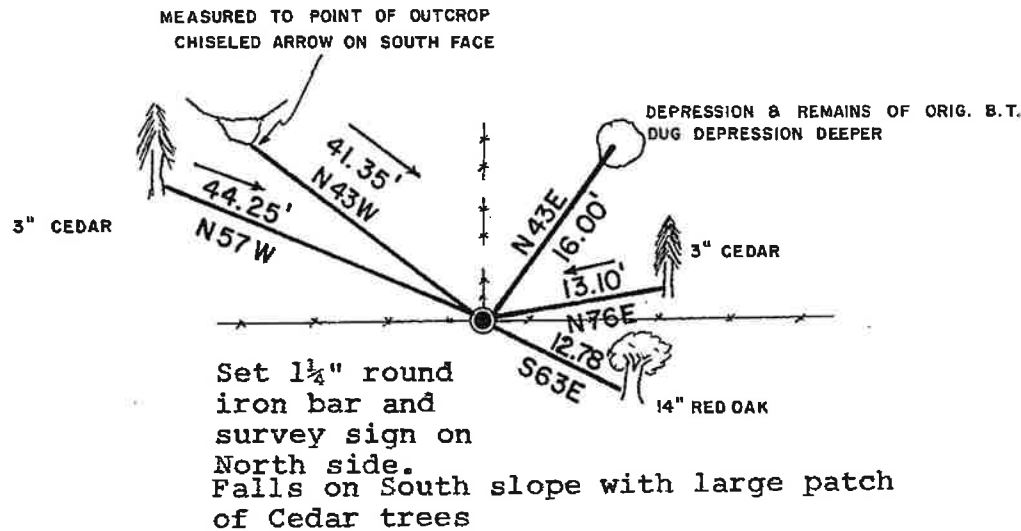 MEASURED TO POINT OF OUTCROP
CHISELED ARROW ON SOUTH FACE
DEPRESSION & REMAINS OF ORIG. B.T.
DUG DEPRESSION DEEPER
41.35'
N43W
44.25'
N57W
3" CEDAR
N43E
16.00'
3" CEDAR
13.10'
N76E
12.78
S63E
14" RED OAK
Set 1¼" round
iron bar and
survey sign on
North side.
Falls on South slope with large patch
of Cedar trees